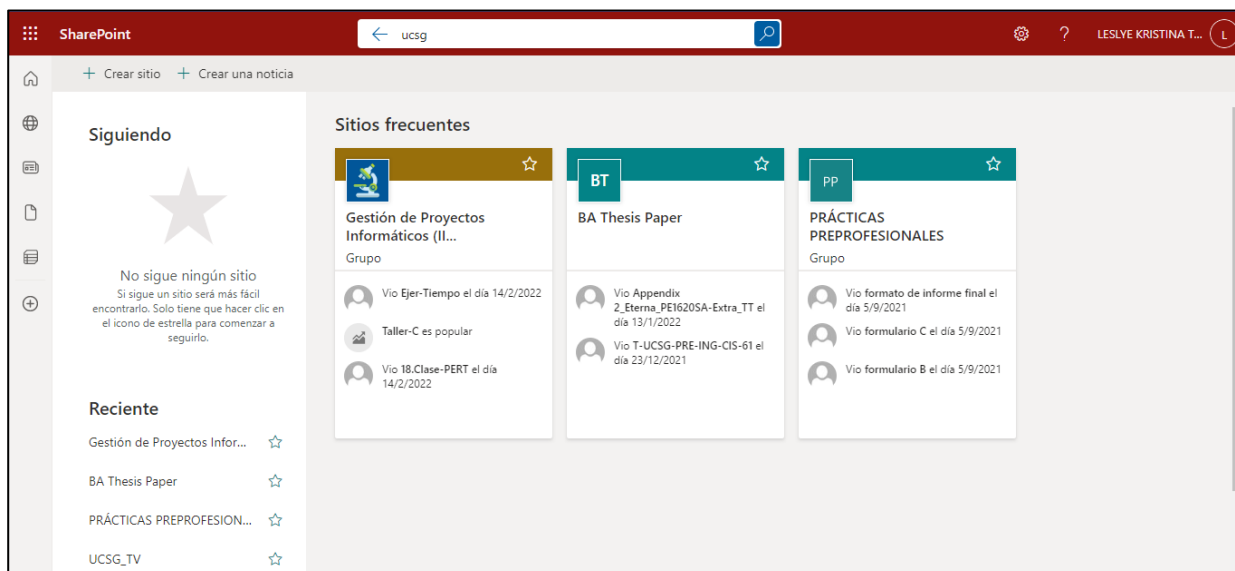 SharePoint
ucsg
?
LESLYE KRISTINA T...
L
+ Crear sitio + Crear una noticia
Siguiendo
No sigue ningún sitio
Si sigue un sitio será más fácil
encontrarlo. Solo tiene que hacer clic en
el icono de estrella para comenzar a
seguirlo.
Reciente
Gestión de Proyectos Infor...
BA Thesis Paper
PRÁCTICAS PREPROFESION...
UCSG_TV
Sitios frecuentes
Gestión de Proyectos
Informáticos (II...
Grupo
Vio Ejer-Tiempo el día 14/2/2022
Taller-C es popular
Vio 18.Clase-PERT el día
14/2/2022
BT
BA Thesis Paper
Vio Appendix
2_Eterna_PE1620SA-Extra_TT el
día 13/1/2022
Vio T-UCSG-PRE-ING-CIS-61 el
día 23/12/2021
PP
PRÁCTICAS
PREPROFESIONALES
Grupo
Vio formato de informe final el
día 5/9/2021
Vio formulario C el día 5/9/2021
Vio formulario B el día 5/9/2021